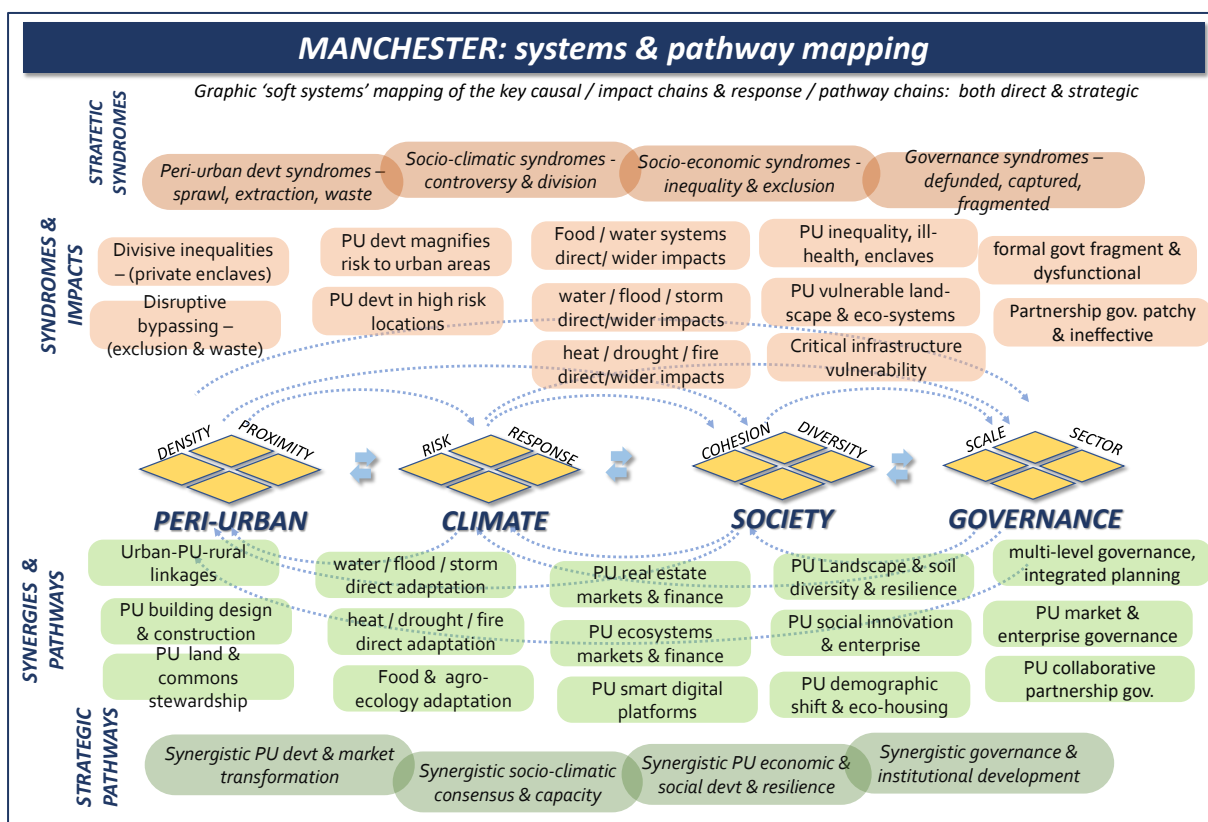 MANCHESTER: systems & pathway mapping
Graphic 'soft systems' mapping of the key causal / impact chains & response / pathway chains: both direct & strategic
STRATETIC
SYNDROMES
Peri-urban devt syndromes –
sprawl, extraction, waste
Socio-climatic syndromes -
controversy & division
Socio-economic syndromes -
inequality & exclusion
Governance syndromes –
defunded, captured,
fragmented
SYNDROMES &
IMPACTS
Divisive inequalities
– (private enclaves)
Disruptive
bypassing –
(exclusion & waste)
PU devt magnifies
risk to urban areas
PU devt in high risk
locations
Food / water systems
direct/ wider impacts
water / flood / storm
direct/wider impacts
heat / drought / fire
direct/wider impacts
PU inequality, ill-
health, enclaves
PU vulnerable land-
scape & eco-systems
Critical infrastructure
vulnerability
formal govt fragment &
dysfunctional
Partnership gov. patchy
& ineffective
DENSITY
PROXIMITY
RISK
RESPONSE
COHESION
DIVERSITY
SCALE
SECTOR
PERI-URBAN
CLIMATE
SOCIETY
GOVERNANCE
SYNERGIES &
PATHWAYS
Urban-PU-rural
linkages
PU building design
& construction
PU land &
commons
stewardship
water / flood / storm
direct adaptation
heat / drought / fire
direct adaptation
Food & agro-
ecology adaptation
PU real estate
markets & finance
PU ecosystems
markets & finance
PU smart digital
platforms
PU Landscape & soil
diversity & resilience
PU social innovation
& enterprise
PU demographic
shift & eco-housing
multi-level governance,
integrated planning
PU market &
enterprise governance
PU collaborative
partnership gov.
STRATEGIC
PATHWAYS
Synergistic PU devt & market
transformation
Synergistic socio-climatic
consensus & capacity
Synergistic PU economic &
social devt & resilience
Synergistic governance &
institutional development